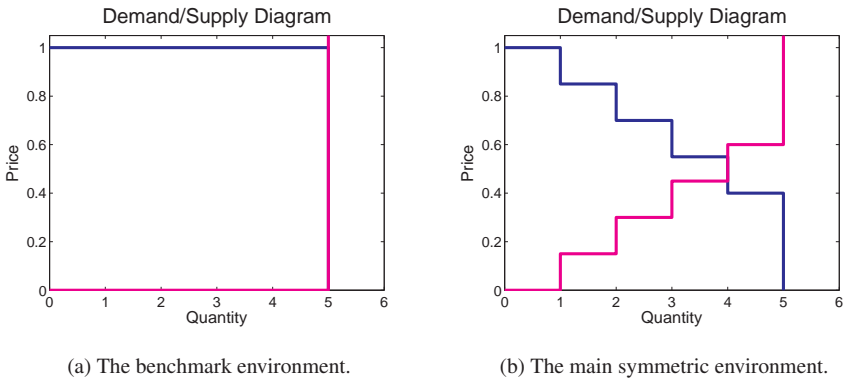 Demand/Supply Diagram
1
0.8
0.6
0.4
0.2
0
Price
0 1 2 3 4 5 6
Quantity
(a) The benchmark environment.
Demand/Supply Diagram
1
0.8
0.6
0.4
0.2
0
Price
0 1 2 3 4 5 6
Quantity
(b) The main symmetric environment.